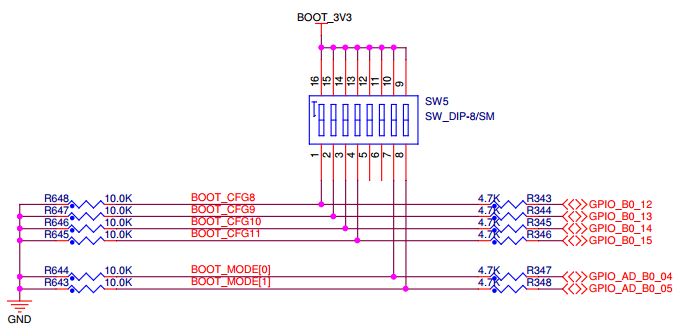 BOOT_3V3
16 15 14 13 12 11 10 9
SW5
SW_DIP-8/SM
1 2 3 4 5 6 7 8
R648 10.0K BOOT_CFG8 4.7K R343 GPIO_B0_12
R647 10.0K BOOT_CFG9 4.7K R344 GPIO_B0_13
R646 10.0K BOOT_CFG10 4.7K R345 GPIO_B0_14
R645 10.0K BOOT_CFG11 4.7K R346 GPIO_B0_15
R644 10.0K BOOT_MODE[0] 4.7K R347 GPIO_AD_B0_04
R643 10.0K BOOT_MODE[1] 4.7K R348 GPIO_AD_B0_05
GND